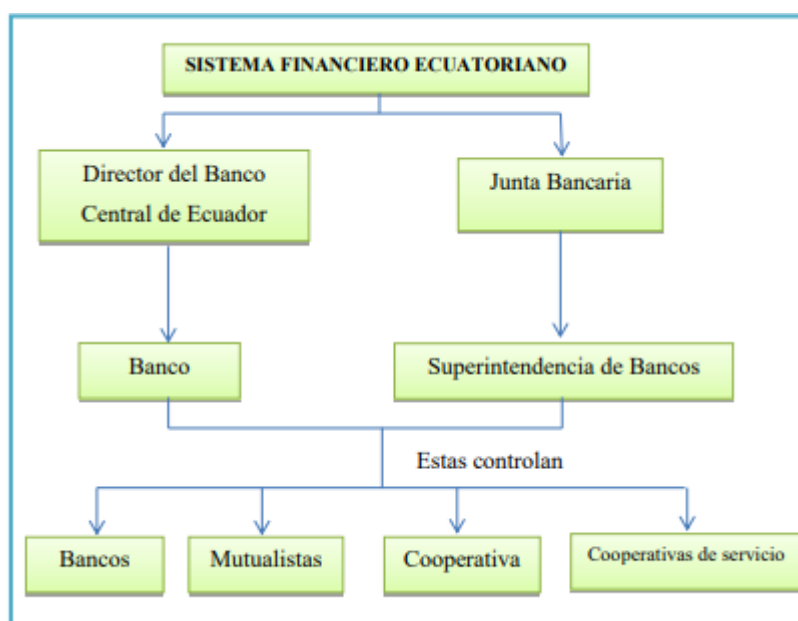 SISTEMA FINANCIERO ECUATORIANO
Director del Banco
Central de Ecuador
Junta Bancaria
Banco
Superintendencia de Bancos
Estas controlan
Bancos
Mutualistas
Cooperativa
Cooperativas de servicio